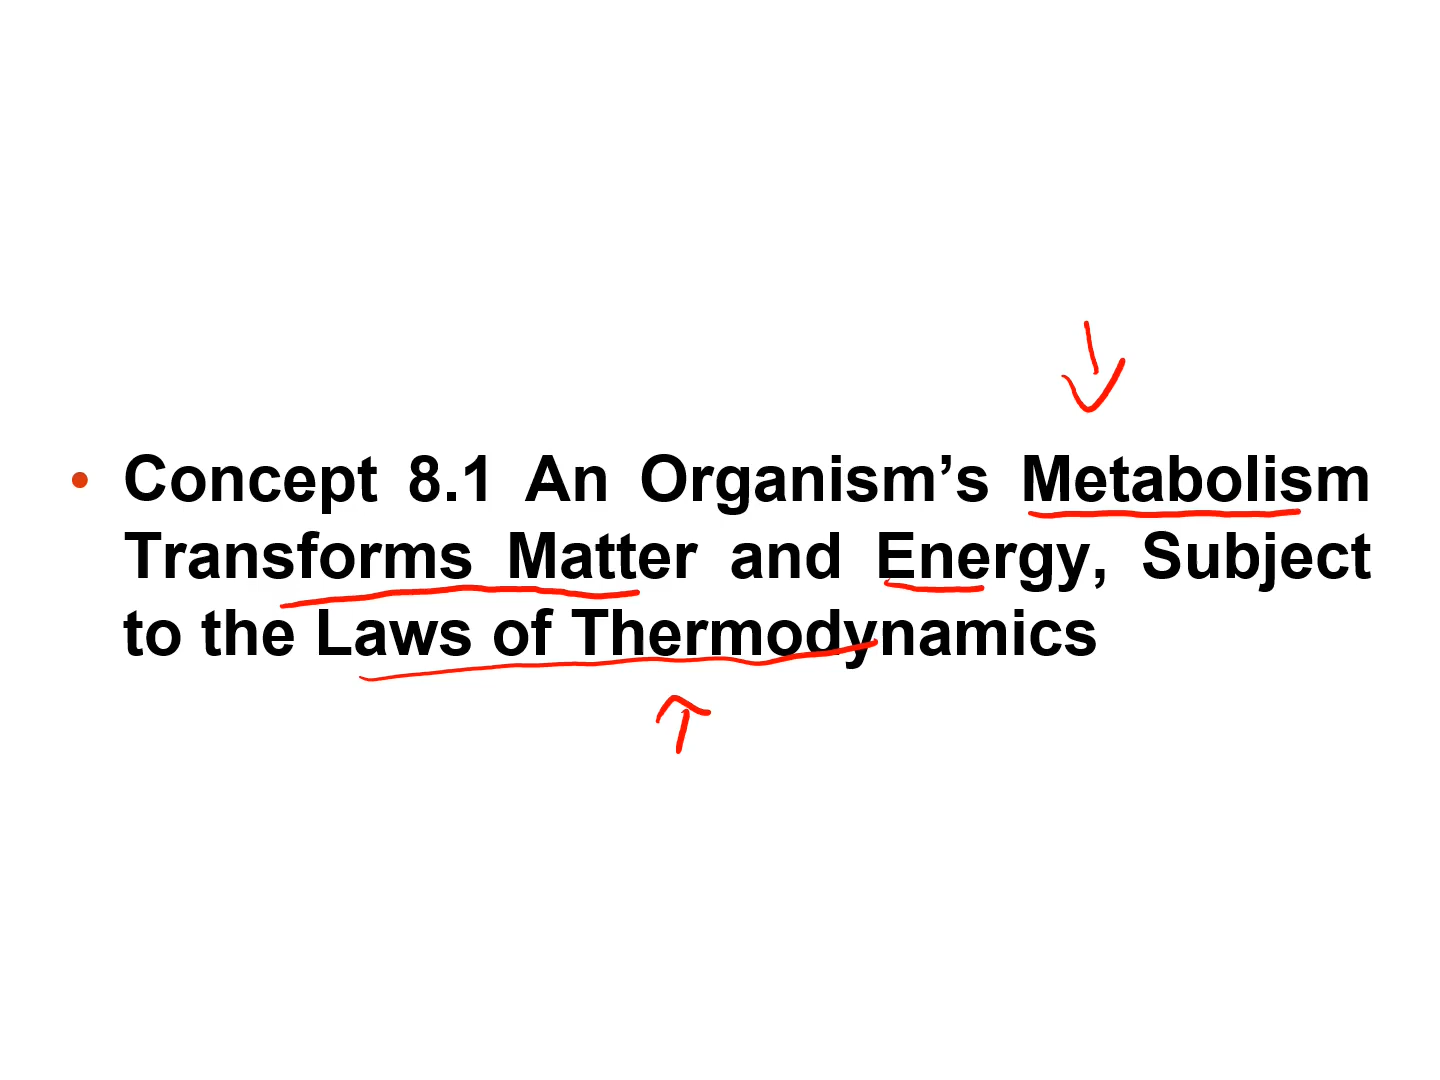 • Concept 8.1 An Organism’s Metabolism
Transforms Matter and Energy, Subject
to the Laws of Thermodynamics